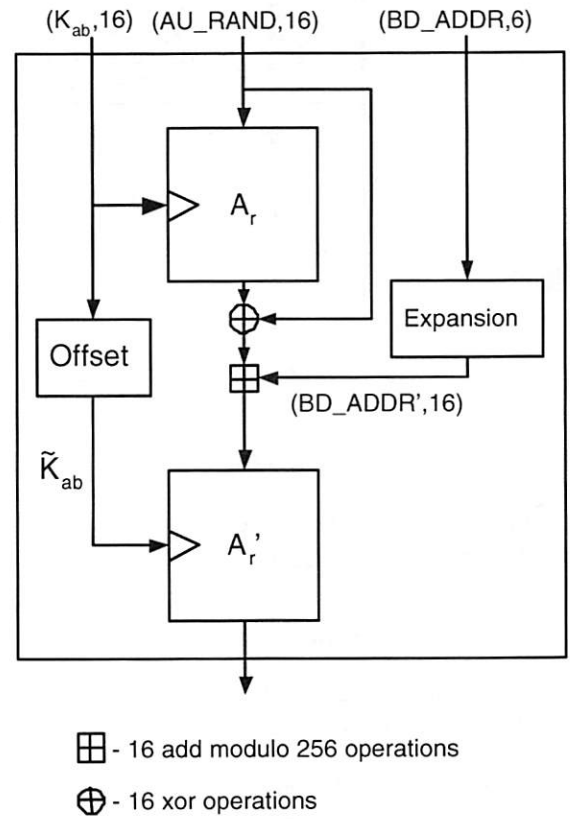 (K_ab,16) (AU_RAND,16) (BD_ADDR,6)
A_r
Expansion
Offset
(BD_ADDR',16)
K̃_ab
A_r'
- 16 add modulo 256 operations
- 16 xor operations